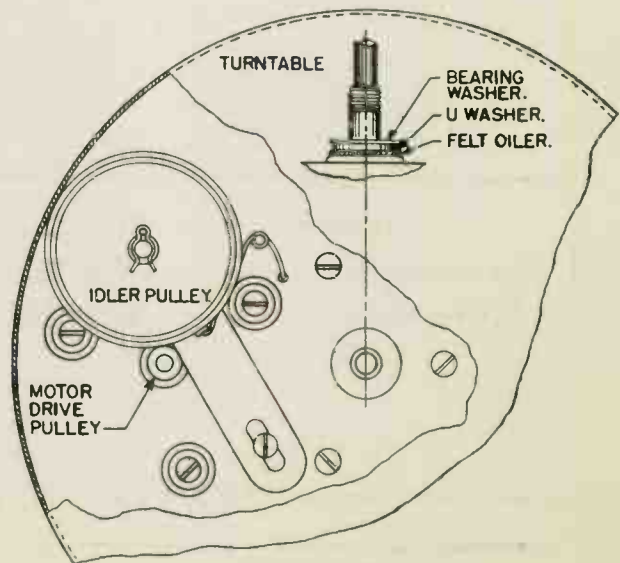 TURNTABLE
BEARING
WASHER.
U WASHER.
FELT OILER.
IDLER PULLEY
MOTOR
DRIVE
PULLEY